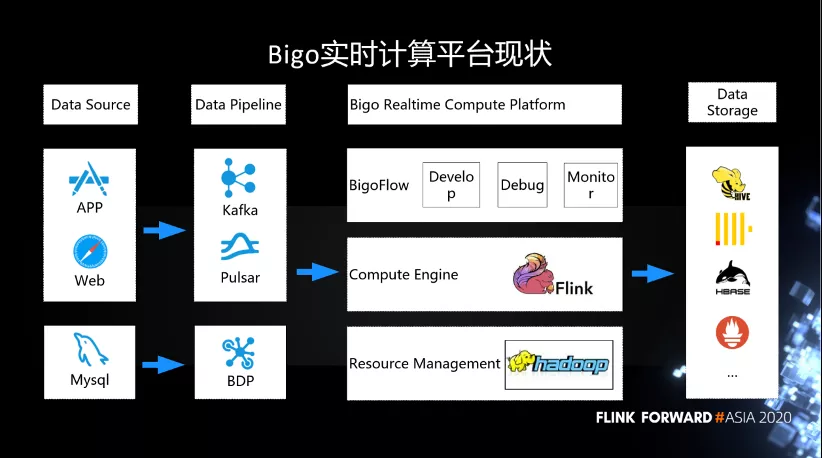 Bigo实时计算平台现状
Data Source
Data Pipeline
Bigo Realtime Compute Platform
Data
Storage
APP
Web
Kafka
Pulsar
BigoFlow
Develo
p
Debug
Monito
r
Compute Engine
Flink
HIVE
HBASE
Mysql
BDP
Resource Management
hadoop
...
FLINK FORWARD #ASIA 2020